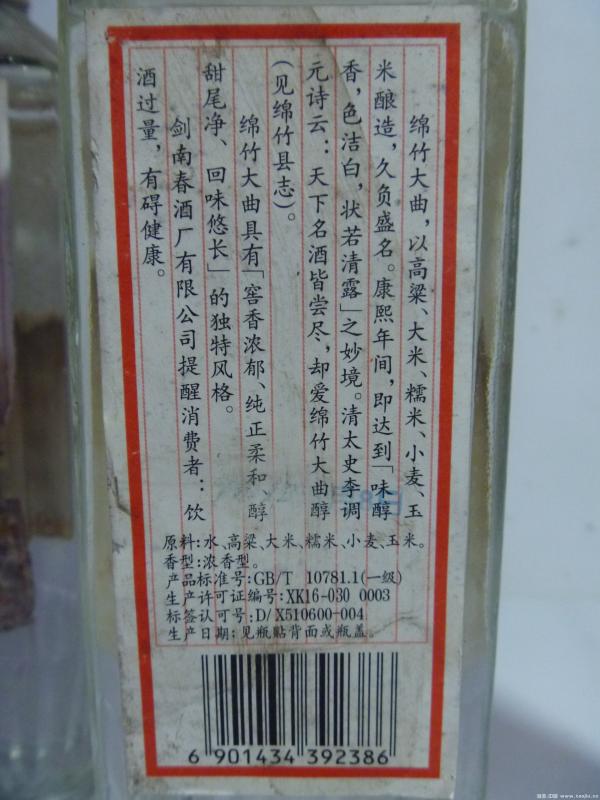 绵竹大曲，以高梁、大米、糯米、小麦、玉
米酿造，久负盛名。康熙年间，即达到「味醇
香，色洁白，状若清露」之妙境。清太史李调
元诗云：天下名酒皆尝尽，却爱绵竹大曲醇
(见绵竹县志)。
绵竹大曲具有「窖香浓郁、纯正柔和、醇
甜尾净、回味悠长」的独特风格。
剑南春酒厂有限公司提醒消费者：饮
酒过量，有碍健康。
原料:水、高梁、大米、糯米、小麦、玉米。
香型:浓香型。
产品标准号:GB/T 10781.1(一级)
生产许可证编号:XK16-030 0003
标签认可号:D/X510600-004
生产日期:见瓶贴背面或瓶盖。
6 901434 392386